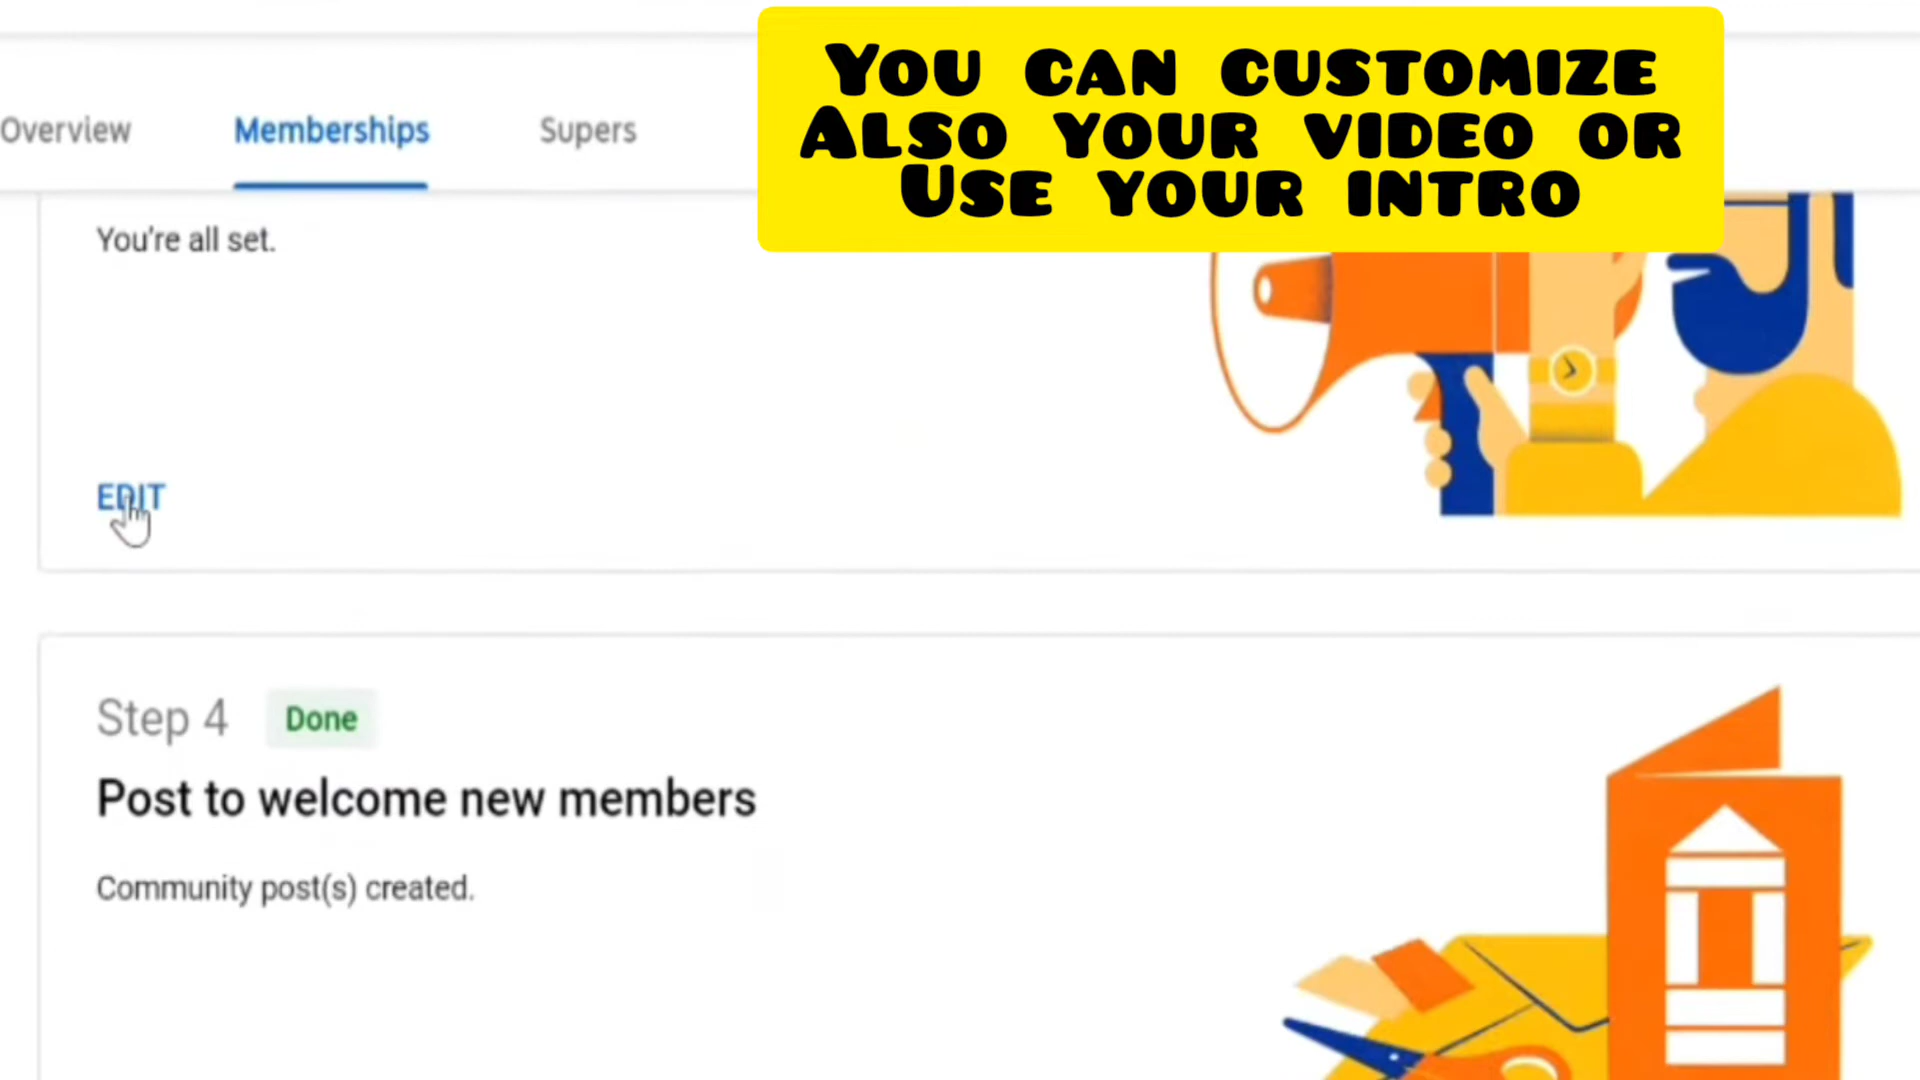 You can customize
Also your video or
Use your intro
Overview Memberships Supers
You're all set.
EDIT
Step 4 Done
Post to welcome new members
Community post(s) created.